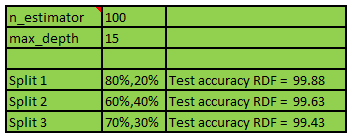 n_estimator 100
max_depth 15
Split 1 80%,20% Test accuracy RDF = 99.88
Split 2 60%,40% Test accuracy RDF = 99.63
Split 3 70%,30% Test accuracy RDF = 99.43